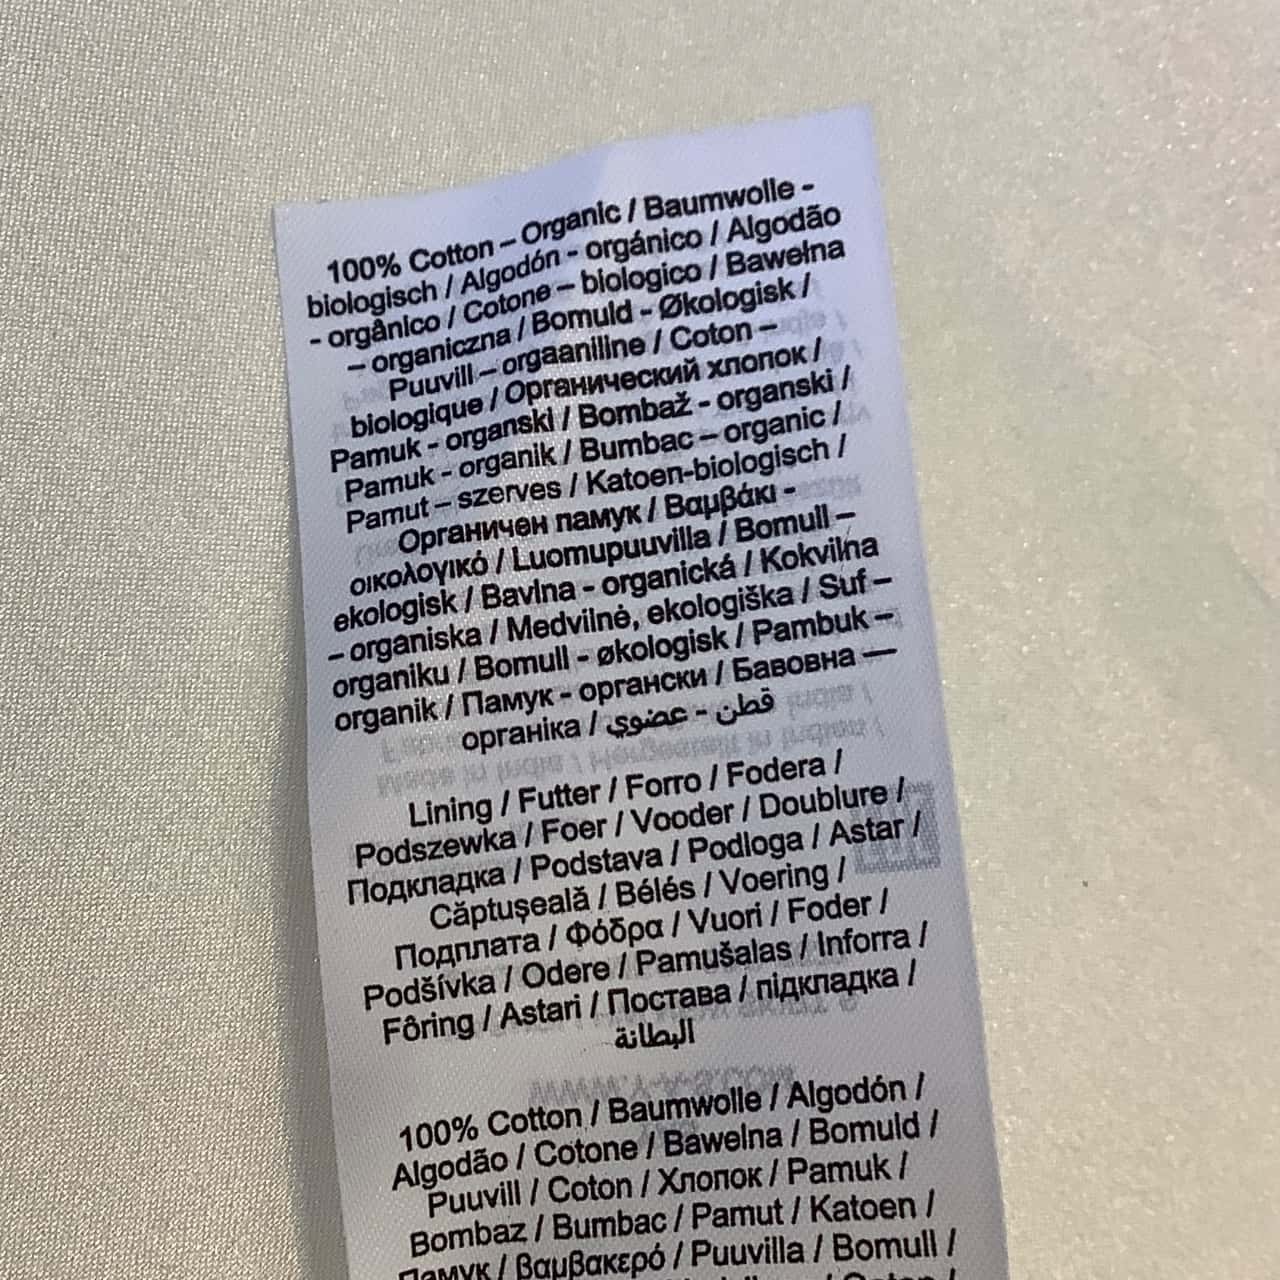 100% Cotton – Organic / Baumwolle -
biologisch / Algodón - orgánico / Algodão
- orgânico / Cotone – biologico / Bawełna
– organiczna / Bomuld - Økologisk /
Puuvill – orgaaniline / Coton –
biologique / Органический хлопок /
Pamuk - organski / Bombaž - organski /
Pamuk - organik / Bumbac – organic /
Pamut – szerves / Katoen-biologisch /
Органичен памук / Βαμβάκι -
οικολογικό / Luomupuuvilla / Bomull –
ekologisk / Bavlna - organická / Kokvilna
– organiska / Medvilnė, ekologiška / Suf –
organiku / Bomull - økologisk / Pambuk –
organik / Памук - органски / Бавовна —
органіка / قطن - عضوي
Lining / Futter / Forro / Fodera /
Podszewka / Foer / Vooder / Doublure /
Подкладка / Podstava / Podloga / Astar /
Căptușeală / Bélés / Voering /
Подплата / Φόδρα / Vuori / Foder /
Podšívka / Odere / Pamušalas / Inforra /
Fôring / Astari / Постава / підкладка /
البطانة
100% Cotton / Baumwolle / Algodón /
Algodão / Cotone / Bawelna / Bomuld /
Puuvill / Coton / Хлопок / Pamuk /
Bombaz / Bumbac / Pamut / Katoen /
Памук / Βαμβακερό / Puuvilla / Bomull /